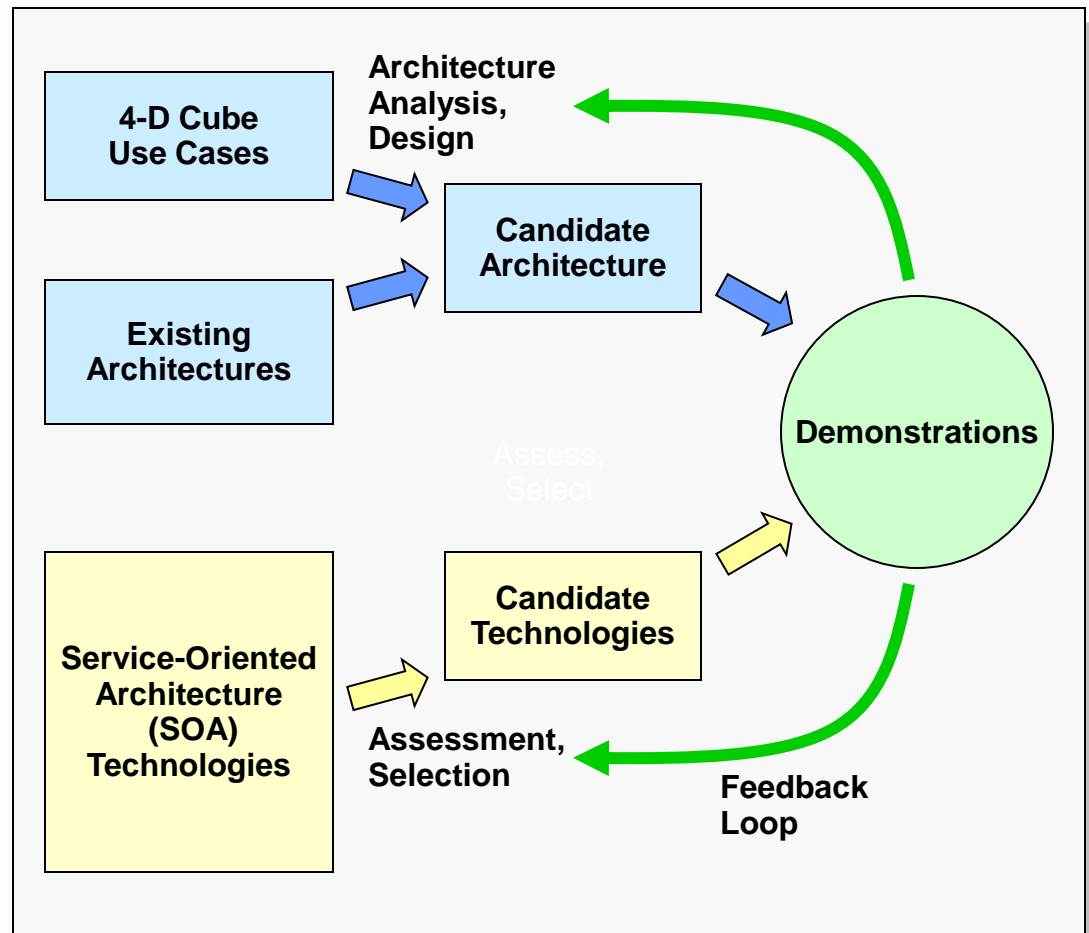 Architecture
Analysis,
Design
4-D Cube
Use Cases
Candidate
Architecture
Existing
Architectures
Demonstrations
Assess,
Select
Candidate
Technologies
Service-Oriented
Architecture
(SOA)
Technologies
Assessment,
Selection
Feedback
Loop